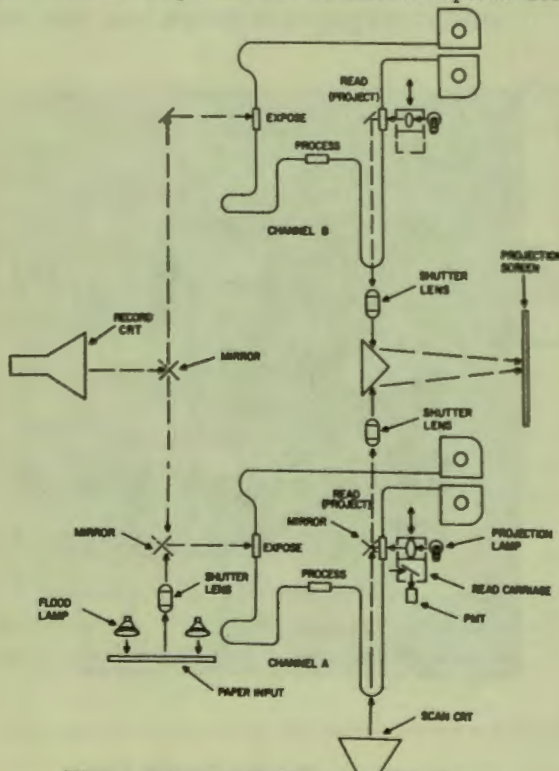 READ
(PROJECT)
EXPOSE
PROCESS
CHANNEL B
PROJECTION
SCREEN
SHUTTER
LENS
RECORD
CRT
MIRROR
SHUTTER
LENS
READ
(PROJECT)
MIRROR
MIRROR
EXPOSE
PROJECTION
LAMP
PROCESS
SHUTTER
LENS
READ CARRIAGE
FLOOD
LAMP
PMT
CHANNEL A
PAPER INPUT
SCAN CRT